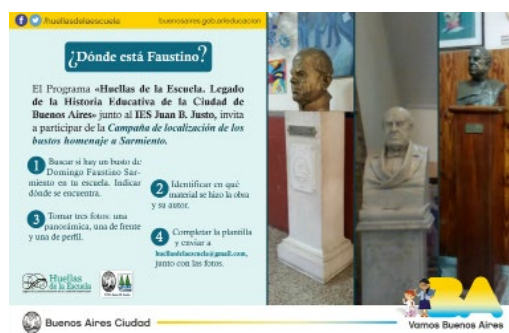 /huellasdelaescuela
buenosaires.gob.ar/educacion
¿Dónde está Faustino?
El Programa «Huellas de la Escuela. Legado
de la Historia Educativa de la Ciudad de
Buenos Aires» junto al IES Juan B. Justo, invita
a participar de la Campaña de localización de los
bustos homenaje a Sarmiento.
1 Buscar si hay un busto de
Domingo Faustino Sar-
miento en tu escuela. Indicar
dónde se encuentra.
2 Identificar en qué
material se hizo la obra
y su autor.
3 Tomar tres fotos: una
panorámica, una de frente
y una de perfil.
4 Completar la plantilla
y enviar a
huellasdelaescuela@gmail.com,
junto con las fotos.
Huellas
de la Escuela
Buenos Aires Ciudad
BA
Vamos Buenos Aires